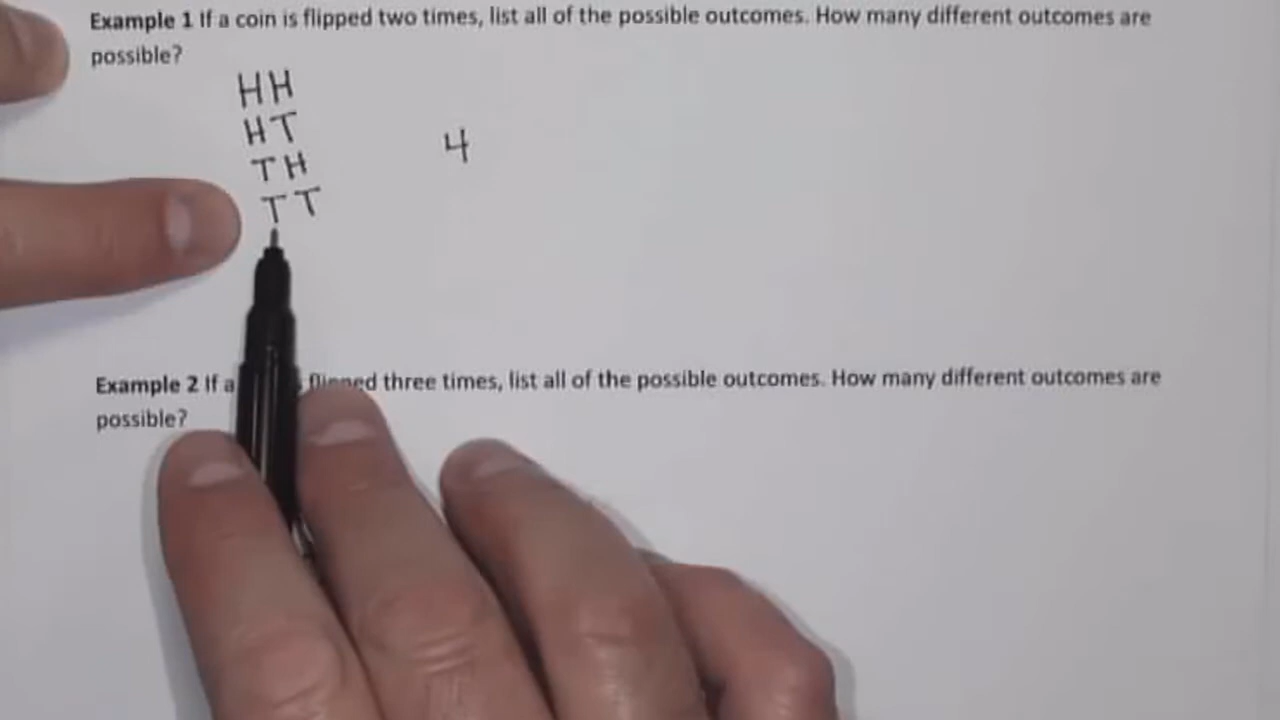 Example 1 If a coin is flipped two times, list all of the possible outcomes. How many different outcomes are
possible?
HH
HT
TH
TT
4
Example 2 If a flipped three times, list all of the possible outcomes. How many different outcomes are
possible?